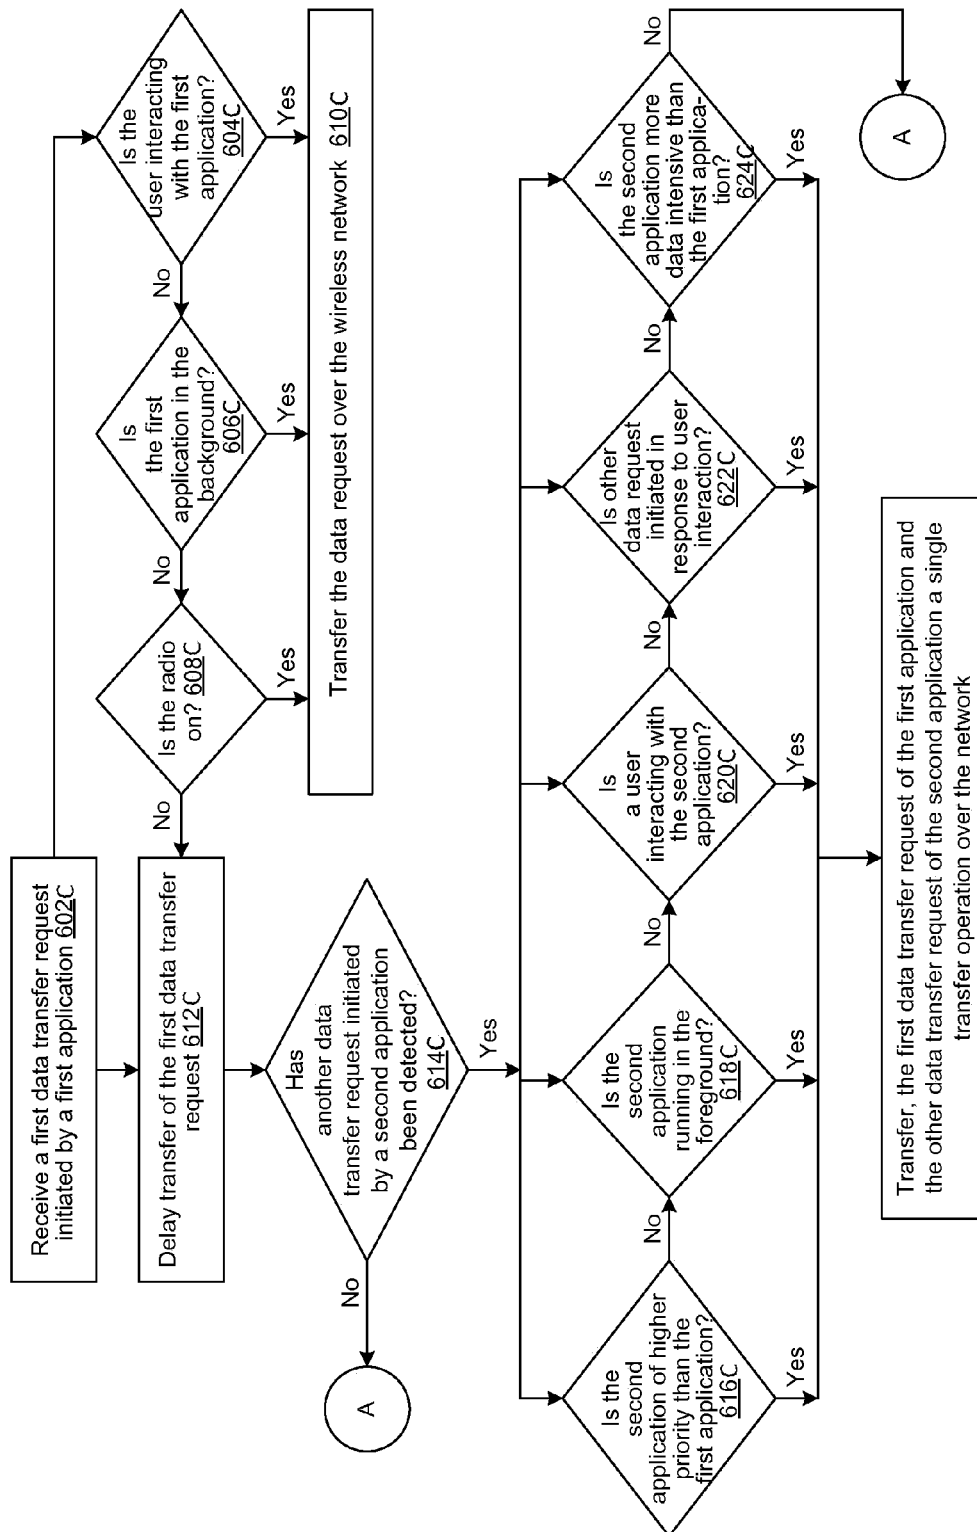 Receive a first data transfer request
initiated by a first application 602C
Is the
user interacting
with the first
application?
604C
No
Yes
Is
the first
application in the
background?
606C
No
Yes
Is the radio
on? 608C
No
Yes
Transfer the data request over the wireless network 610C
Delay transfer of the first data transfer
request 612C
Has
another data
transfer request initiated
by a second application
been detected?
614C
No
A
Yes
Is the
second
application of higher
priority than the
first application?
616C
No
Yes
Is the
second
application
running in the
foreground?
618C
No
Yes
Is
a user
interacting with
the second
application?
620C
No
Yes
Is other
data request
initiated in
response to user
interaction?
622C
No
Yes
Is
the second
application more
data intensive than
the first applica-
tion?
624C
No
Yes
A
Transfer, the first data transfer request of the first application and
the other data transfer request of the second application a single
transfer operation over the network